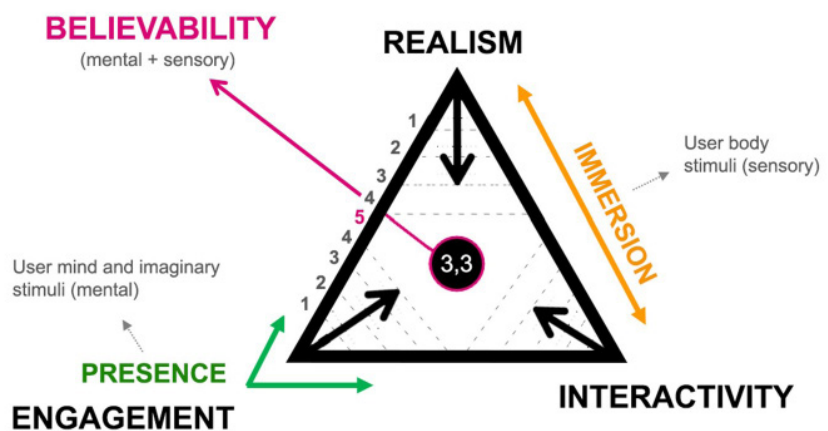 BELIEVABILITY
(mental + sensory)
REALISM
1
2
3
4
5
4
3
2
1
3,3
IMMERSION
User body
stimuli (sensory)
User mind and imaginary
stimuli (mental)
PRESENCE
ENGAGEMENT
INTERACTIVITY